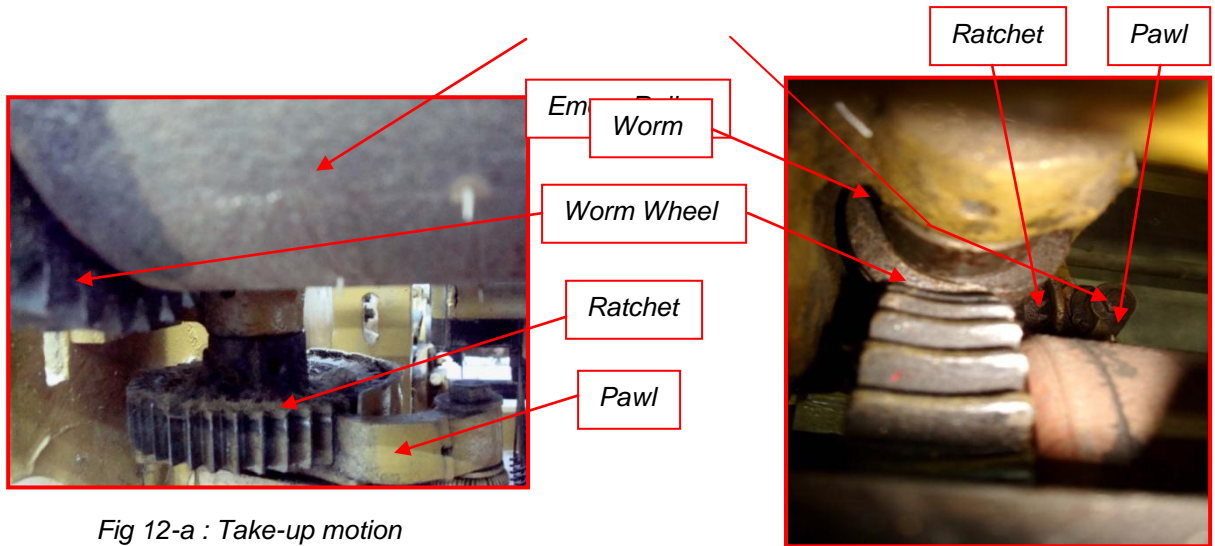 Ratchet
Pawl
Worm
Worm Wheel
Ratchet
Pawl
Fig 12-a : Take-up motion